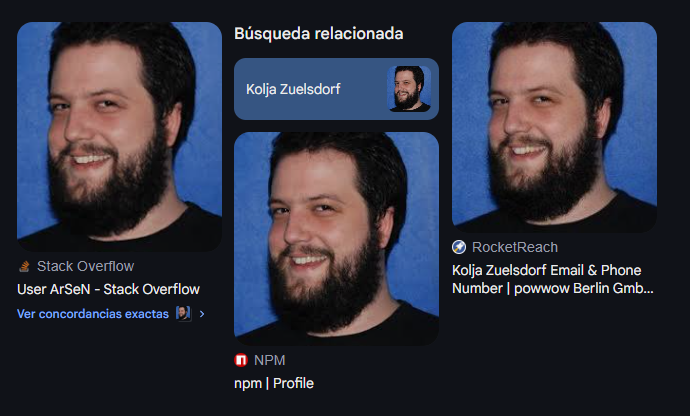 Búsqueda relacionada
Kolja Zuelsdorf
Stack Overflow
User ArSeN - Stack Overflow
Ver concordancias exactas
NPM
npm | Profile
RocketReach
Kolja Zuelsdorf Email & Phone
Number | powwow Berlin Gmb...